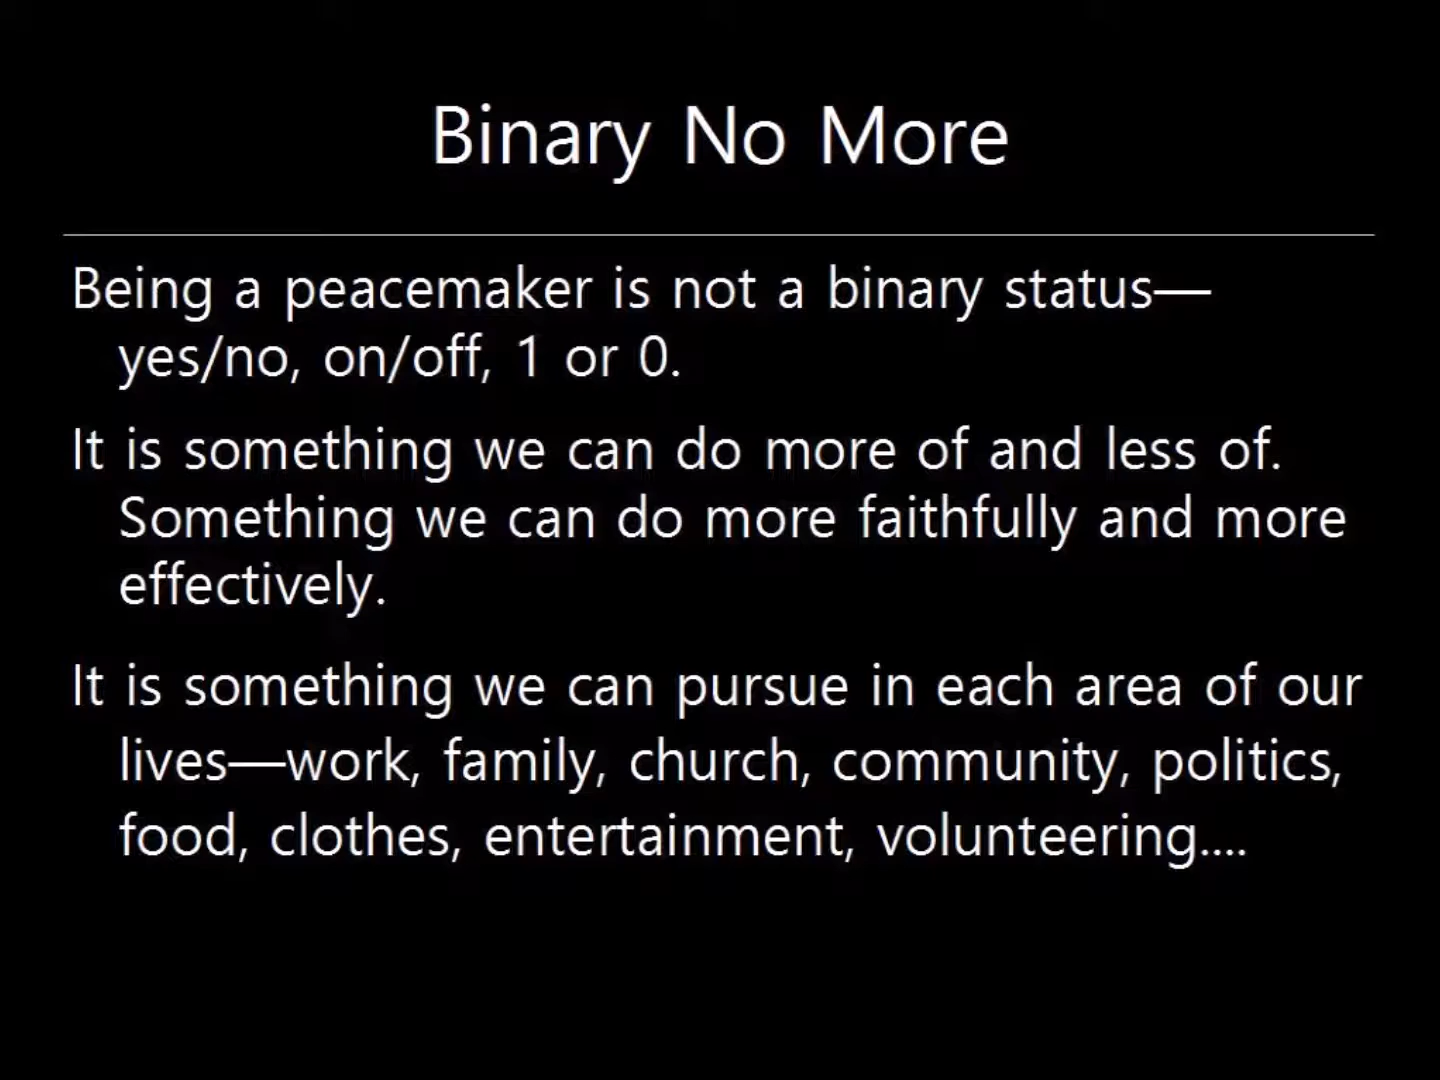 Binary No More
Being a peacemaker is not a binary status—
yes/no, on/off, 1 or 0.
It is something we can do more of and less of.
Something we can do more faithfully and more
effectively.
It is something we can pursue in each area of our
lives—work, family, church, community, politics,
food, clothes, entertainment, volunteering....